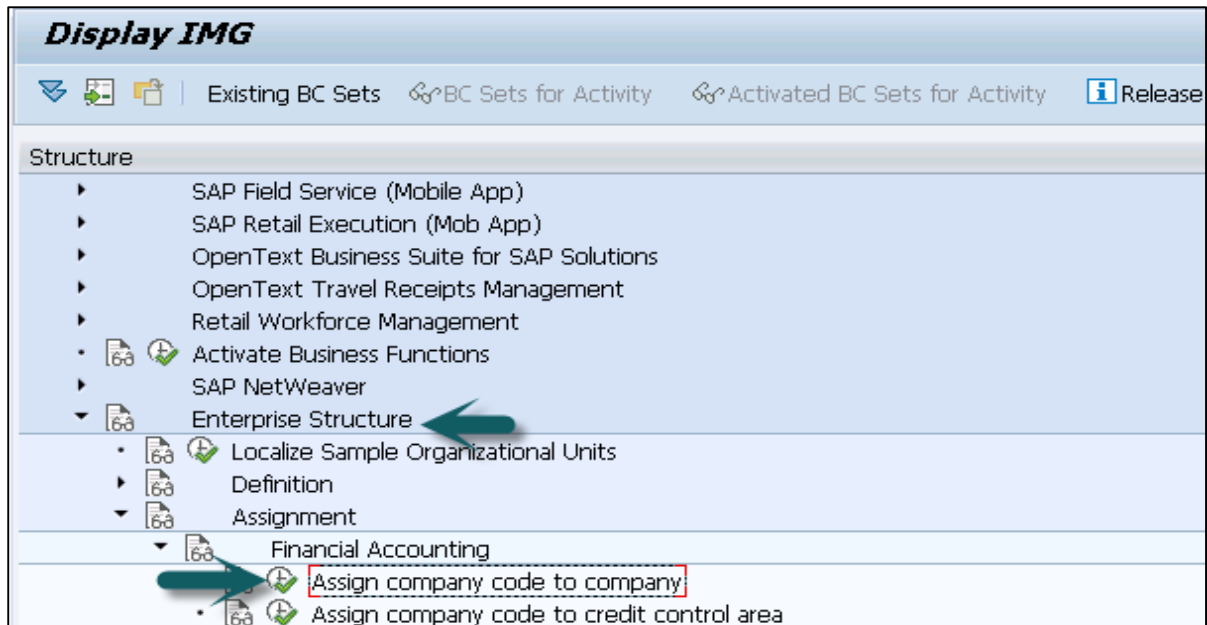 Display IMG
Existing BC Sets BC Sets for Activity Activated BC Sets for Activity Release
Structure
SAP Field Service (Mobile App)
SAP Retail Execution (Mob App)
OpenText Business Suite for SAP Solutions
OpenText Travel Receipts Management
Retail Workforce Management
Activate Business Functions
SAP NetWeaver
Enterprise Structure
Localize Sample Organizational Units
Definition
Assignment
Financial Accounting
Assign company code to company
Assign company code to credit control area